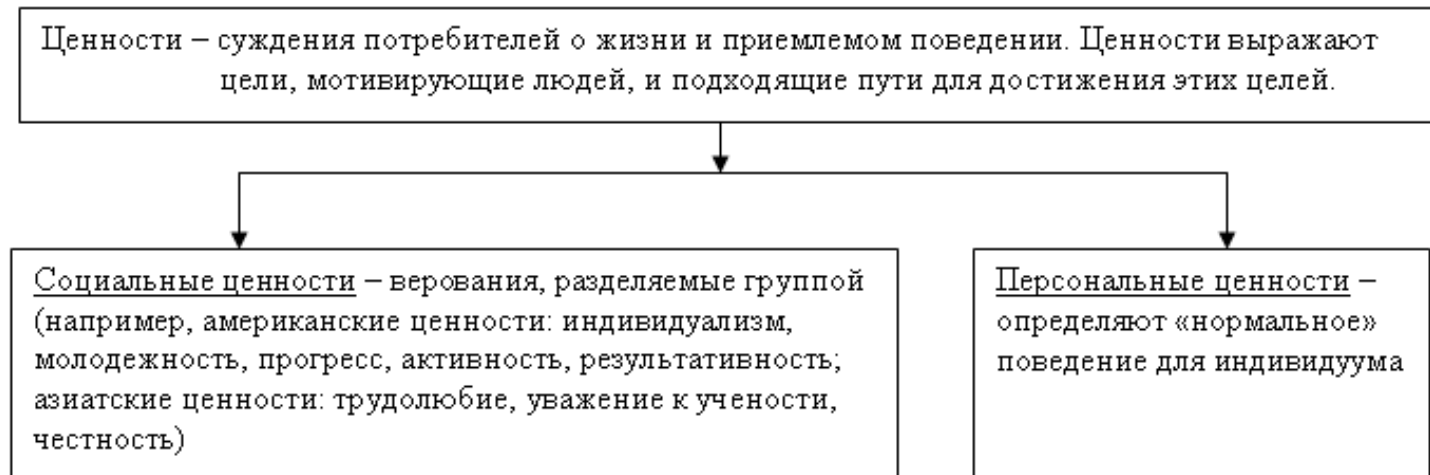 Ценности – суждения потребителей о жизни и приемлемом поведении. Ценности выражают
цели, мотивирующие людей, и подходящие пути для достижения этих целей.
Социальные ценности – верования, разделяемые группой
(например, американские ценности: индивидуализм,
молодежность, прогресс, активность, результативность;
азиатские ценности: трудолюбие, уважение к учености,
честность)
Персональные ценности –
определяют «нормальное»
поведение для индивидуума